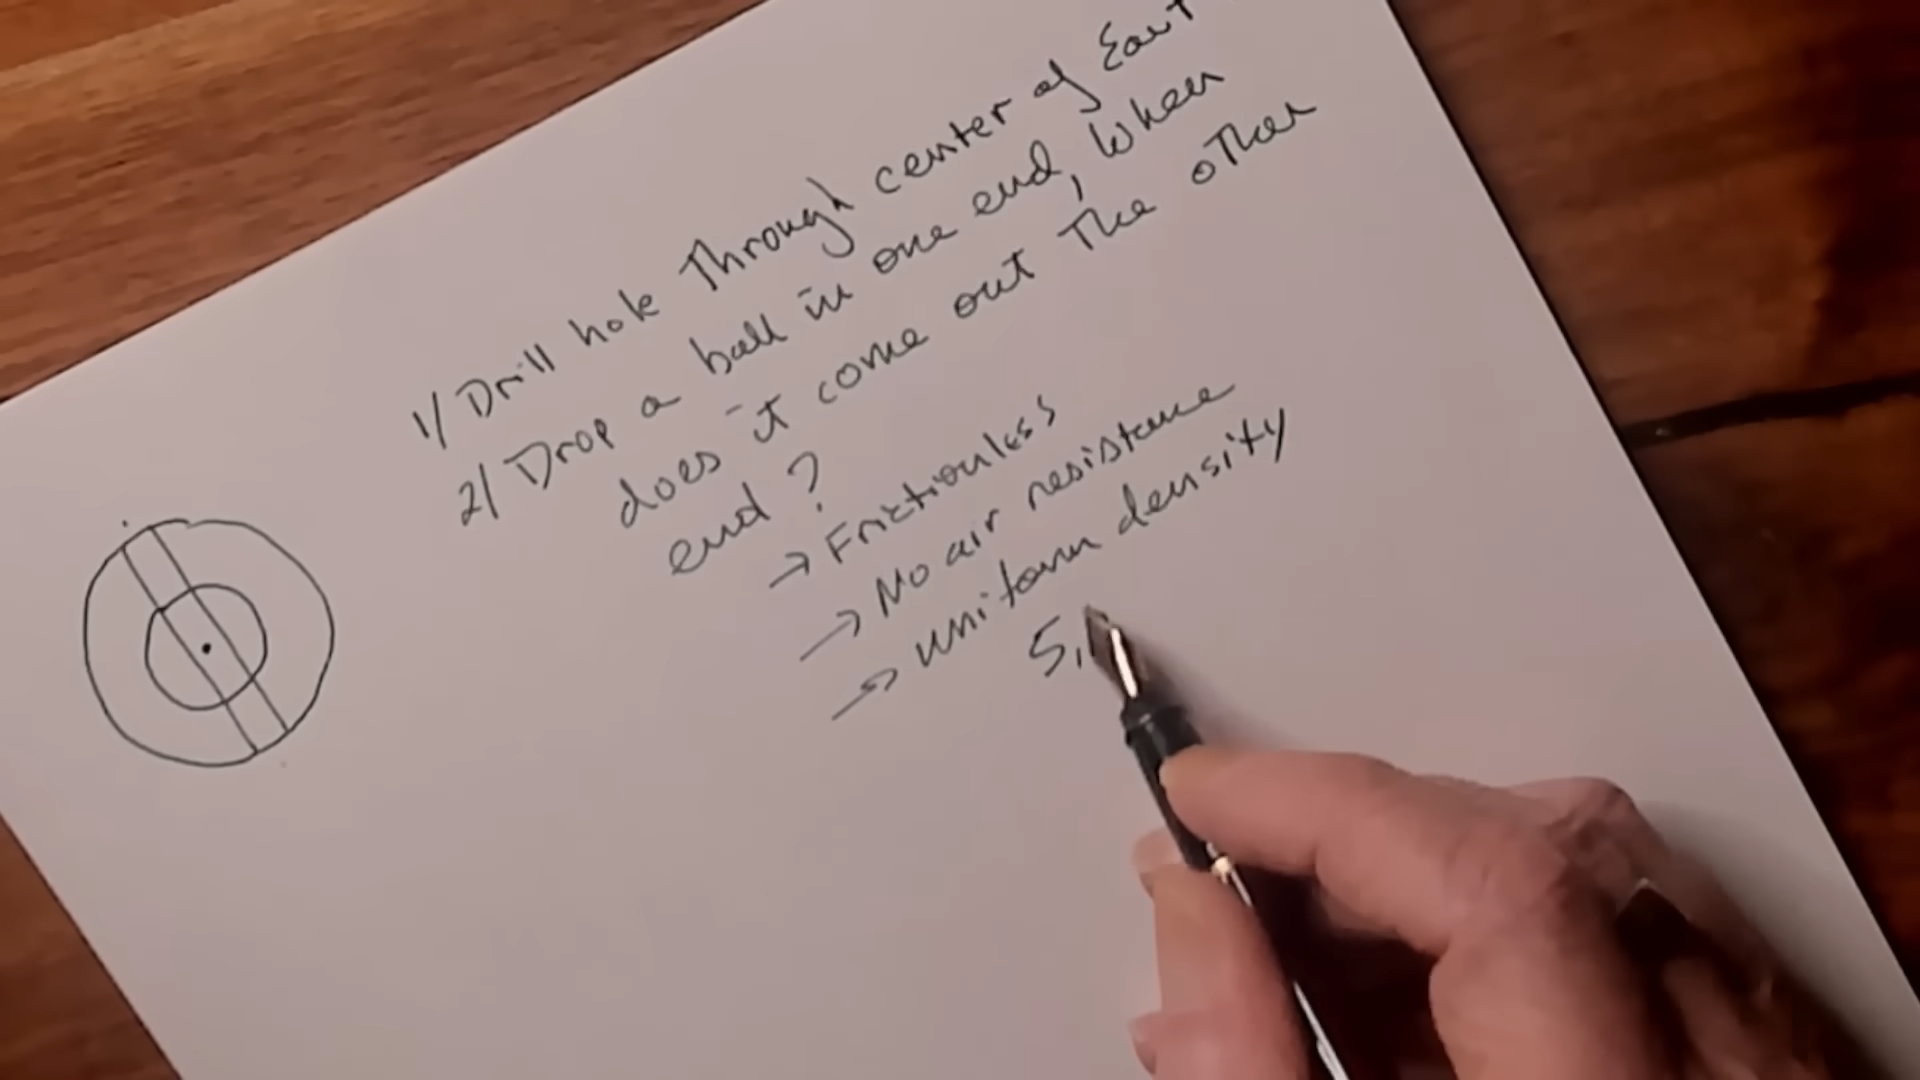 1/ Drill hole Through center of Eart
2/ Drop a ball in one end, When
does it come out The other
end ?
→ Frictionless
→ No air resistance
→ uniform density
5,